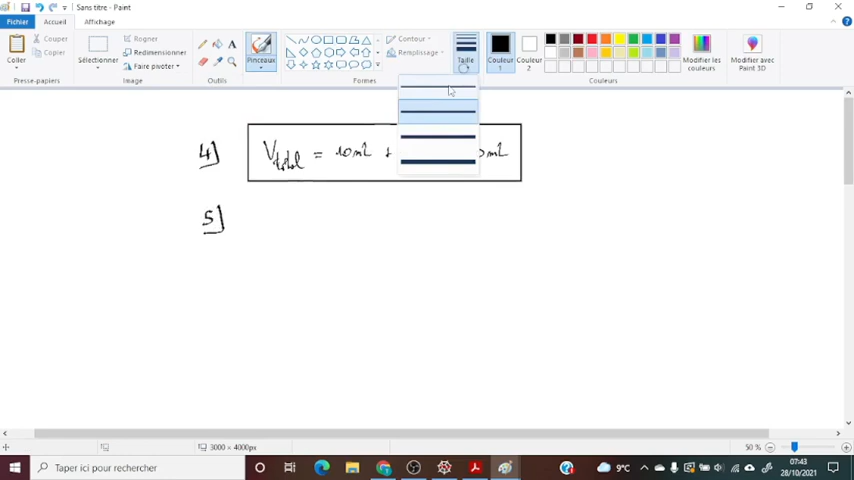 Sans titre - Paint
Fichier Accueil Affichage
Coller
Couper
Copier
Presse-papiers
Rogner
Redimensionner
Faire pivoter
Image
A
Outils
Pinceaux
Contour
Remplissage
Formes
Taille
Couleur 1
Couleur 2
Modifier les couleurs
Couleurs
Modifier avec Paint 3D
4] Vtotal = 10 mL +
5]
3000 × 4000px
50 %
Taper ici pour rechercher
9°C
07:43
28/10/2021